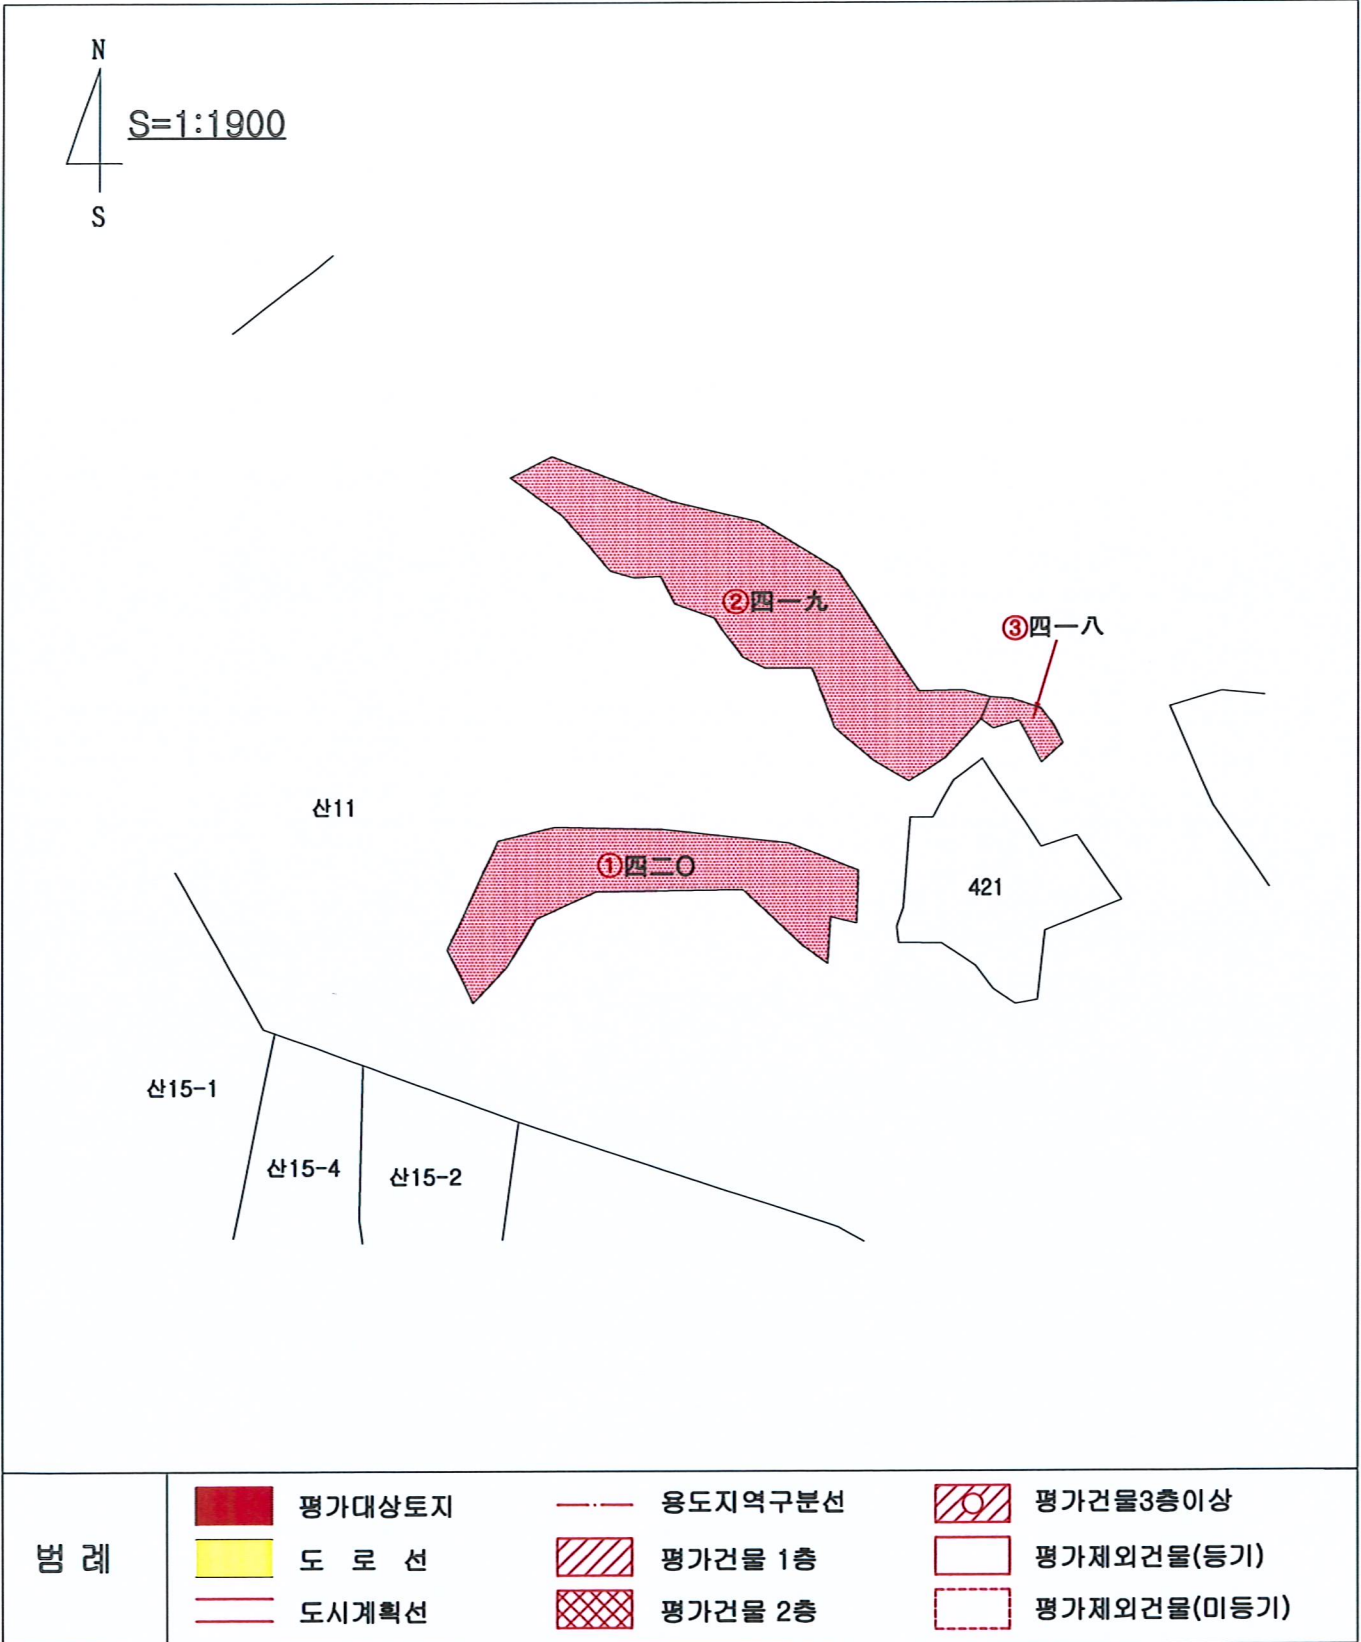 N
S=1:1900
S
②四一九
③四一八
산11
①四二○
421
산15-1
산15-4
산15-2
범 례
평가대상토지
도 로 선
도시계획선
용도지역구분선
평가건물 1층
평가건물 2층
평가건물3층이상
평가제외건물(등기)
평가제외건물(미등기)